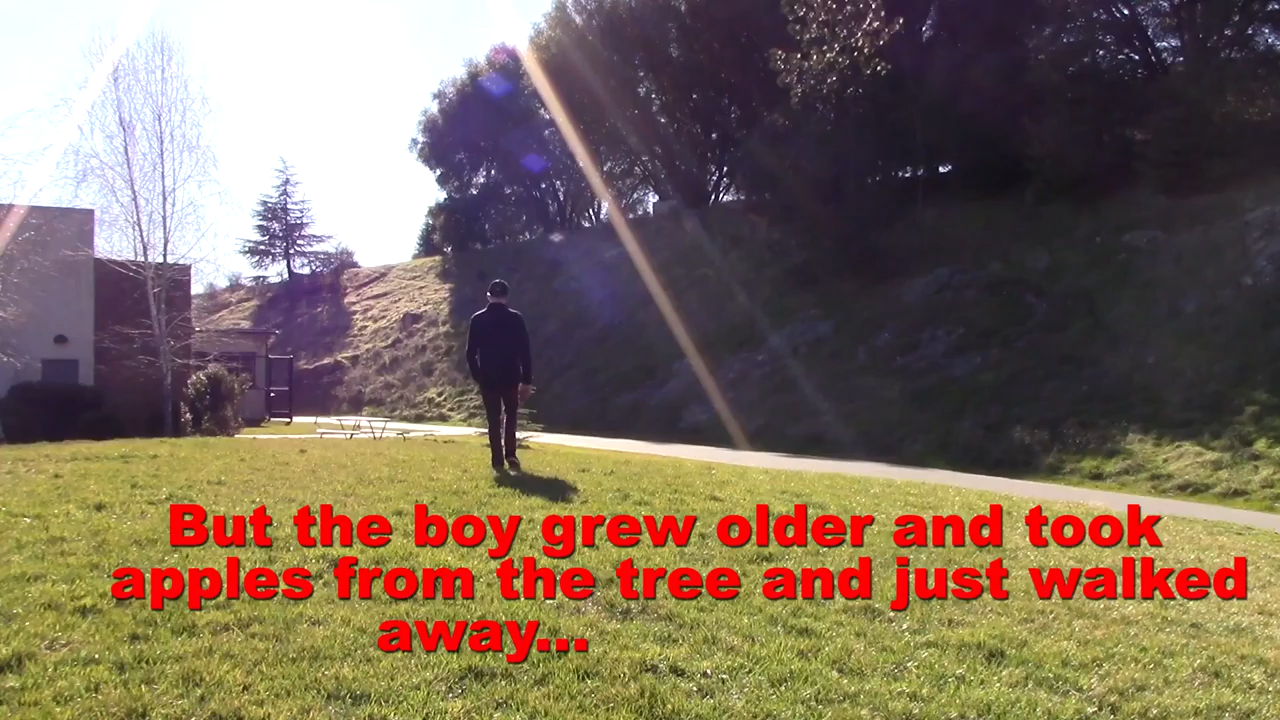 But the boy grew older and took
apples from the tree and just walked
away...